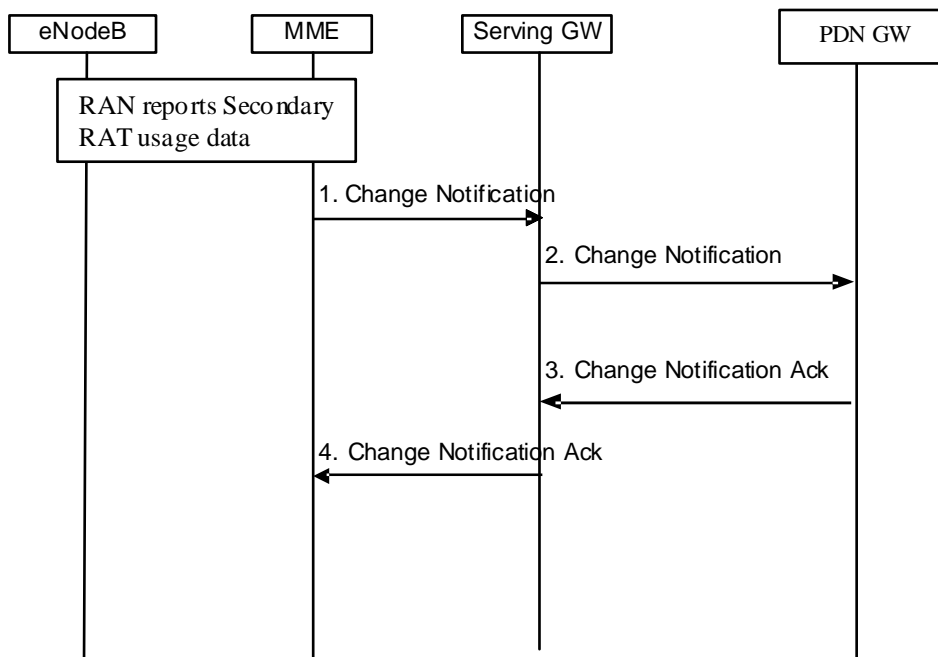 eNodeB
MME
Serving GW
PDN GW
RAN reports Secondary
RAT usage data
1. Change Notification
2. Change Notification
3. Change Notification Ack
4. Change Notification Ack